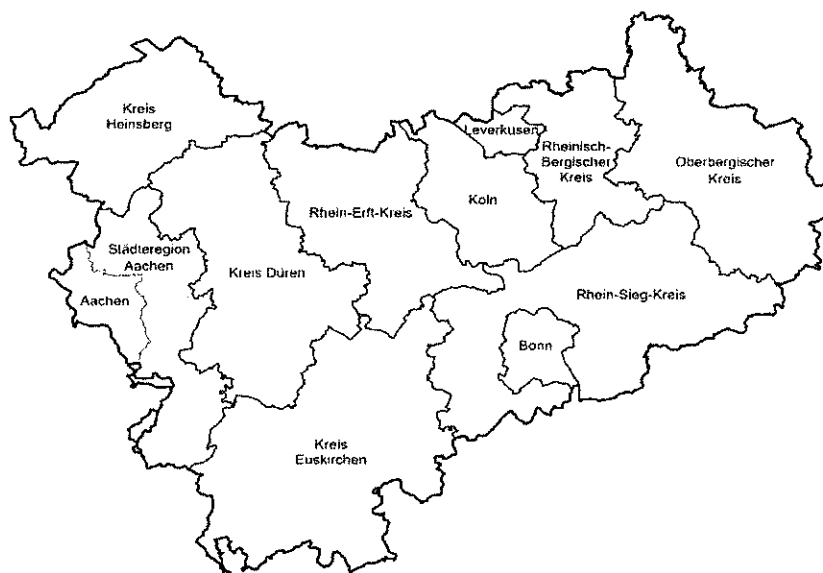 Kreis
Heinsberg
Leverkusen
Rheinisch-
Bergischer
Kreis
Oberbergischer
Kreis
Rhein-Erft-Kreis
Koln
Städteregion
Aachen
Kreis Düren
Aachen
Rhein-Sieg-Kreis
Bonn
Kreis
Euskirchen